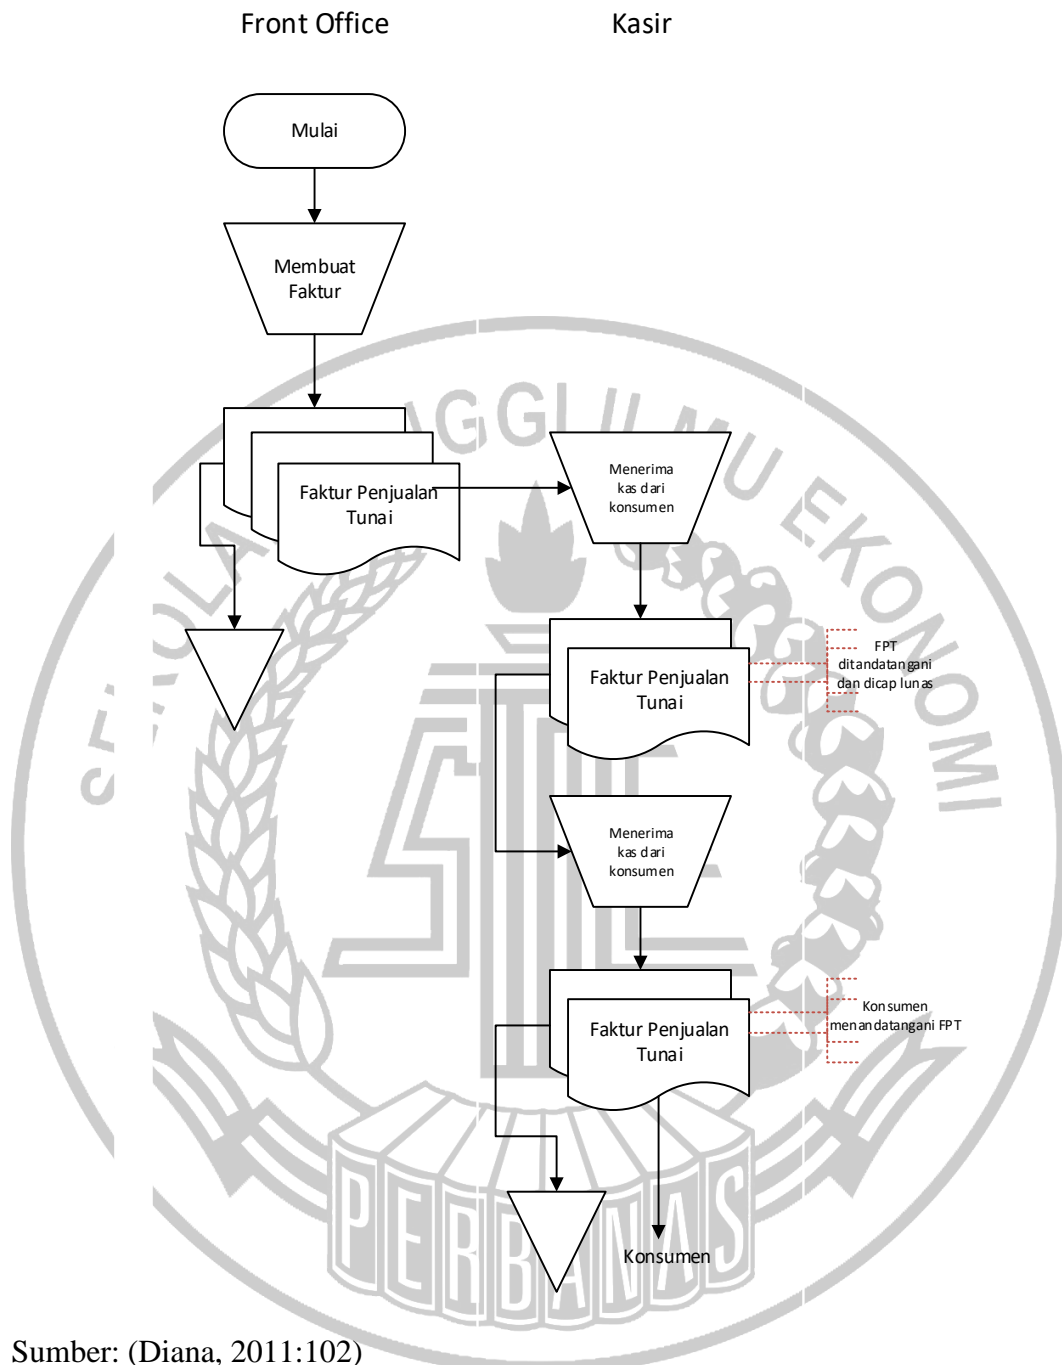 Front Office
Kasir
Mulai
Membuat
Faktur
Faktur Penjualan
Tunai
Menerima
kas dari
konsumen
Faktur Penjualan
Tunai
FPT
ditandatangani
dan dicap lunas
Menerima
kas dari
konsumen
Faktur Penjualan
Tunai
Konsumen
menandatangani FPT
Konsumen
PERBANAS
Sumber: (Diana, 2011:102)